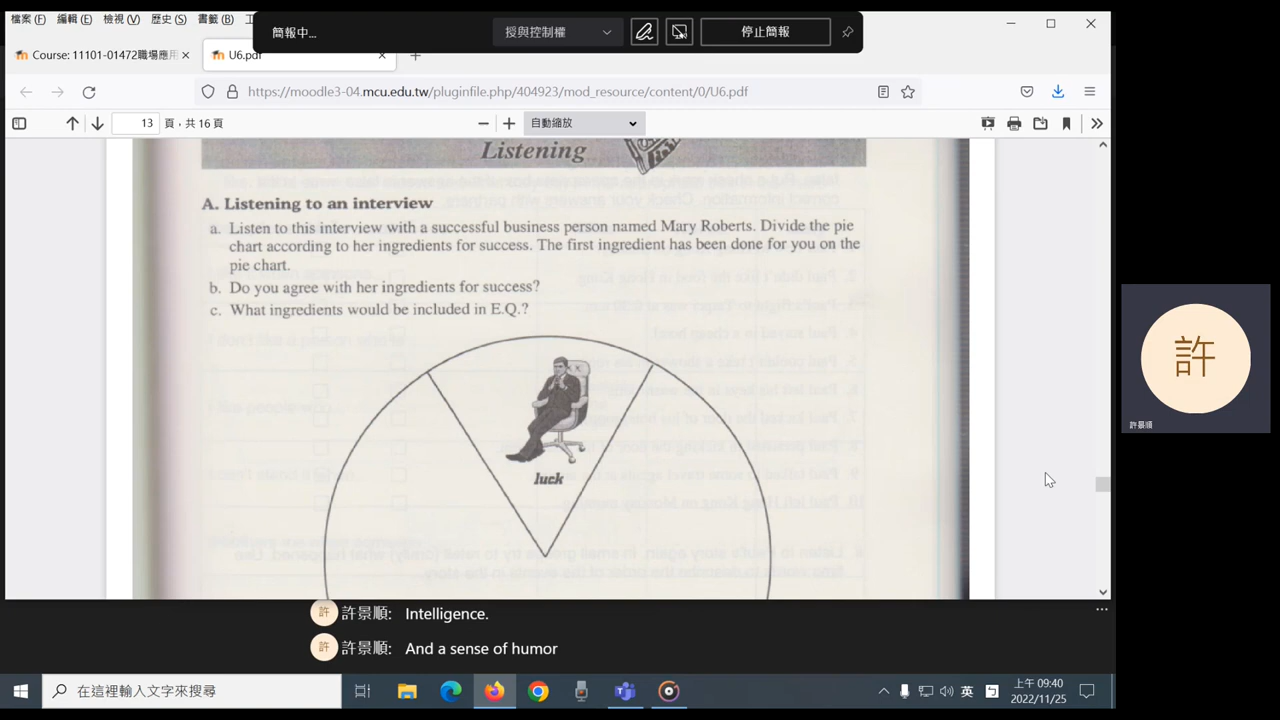 檔案 (F) 編輯 (E) 檢視 (V) 歷史 (S) 書籤 (B)
簡報中...
授與控制權
停止簡報
Course: 11101-01472職場應用
U6.pdf
https://moodle3-04.mcu.edu.tw/pluginfile.php/404923/mod_resource/content/0/U6.pdf
13 頁，共 16 頁
自動縮放
Listening
A. Listening to an interview
a. Listen to this interview with a successful business person named Mary Roberts. Divide the pie
chart according to her ingredients for success. The first ingredient has been done for you on the
pie chart.
b. Do you agree with her ingredients for success?
c. What ingredients would be included in E.Q.?
luck
許
許景順
許 許景順: Intelligence.
許 許景順: And a sense of humor
在這裡輸入文字來搜尋
英
上午 09:40
2022/11/25